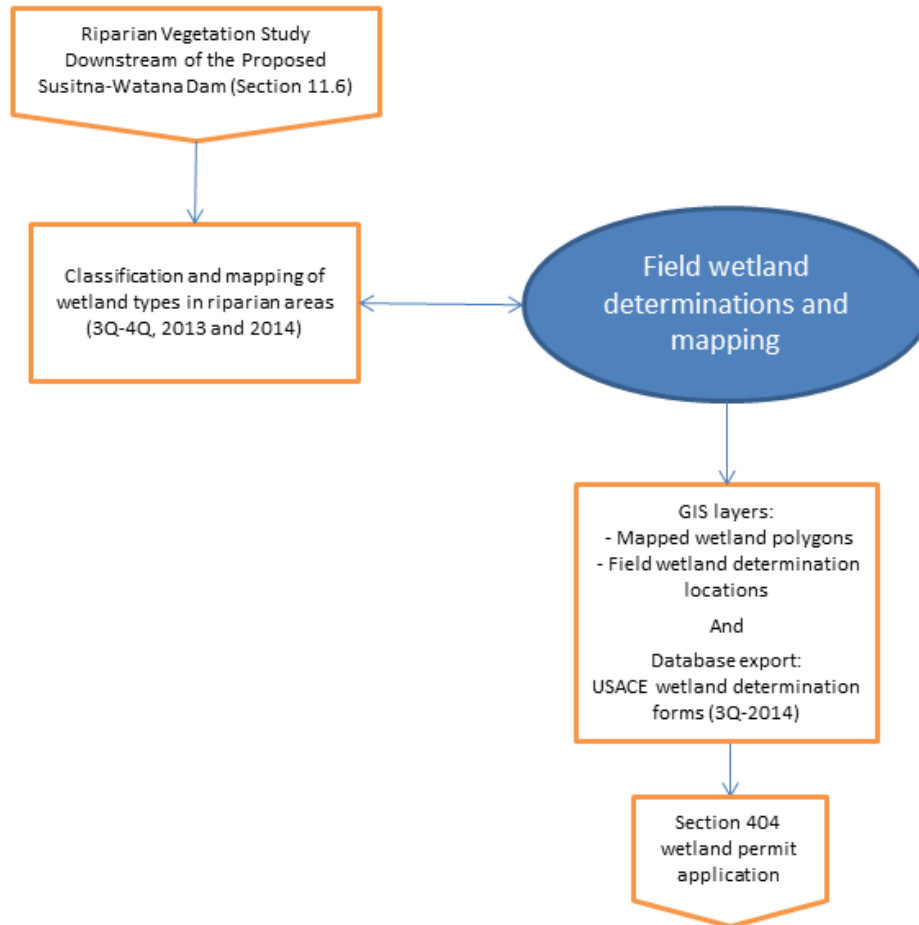 Riparian Vegetation Study
Downstream of the Proposed
Susitna-Watana Dam (Section 11.6)
Classification and mapping of
wetland types in riparian areas
(3Q-4Q, 2013 and 2014)
Field wetland
determinations and
mapping
GIS layers:
- Mapped wetland polygons
- Field wetland determination
locations
And
Database export:
USACE wetland determination
forms (3Q-2014)
Section 404
wetland permit
application